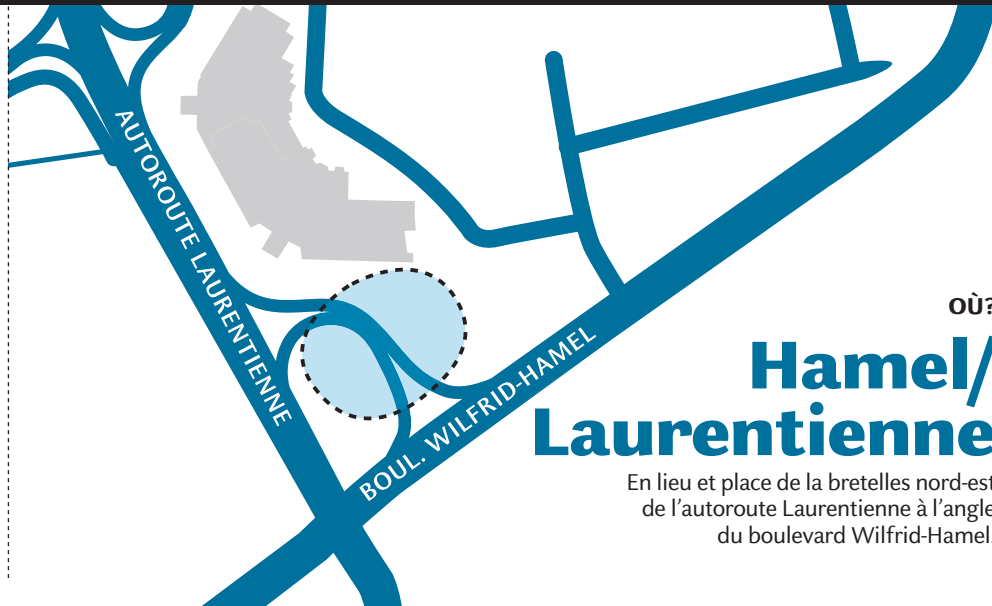 AUTOROUTE LAURENTIENNE
BOUL. WILFRID-HAMEL
OÙ?
Hamel/
Laurentienne
En lieu et place de la bretelles nord-est
de l'autoroute Laurentienne à l'angle
du boulevard Wilfrid-Hamel.